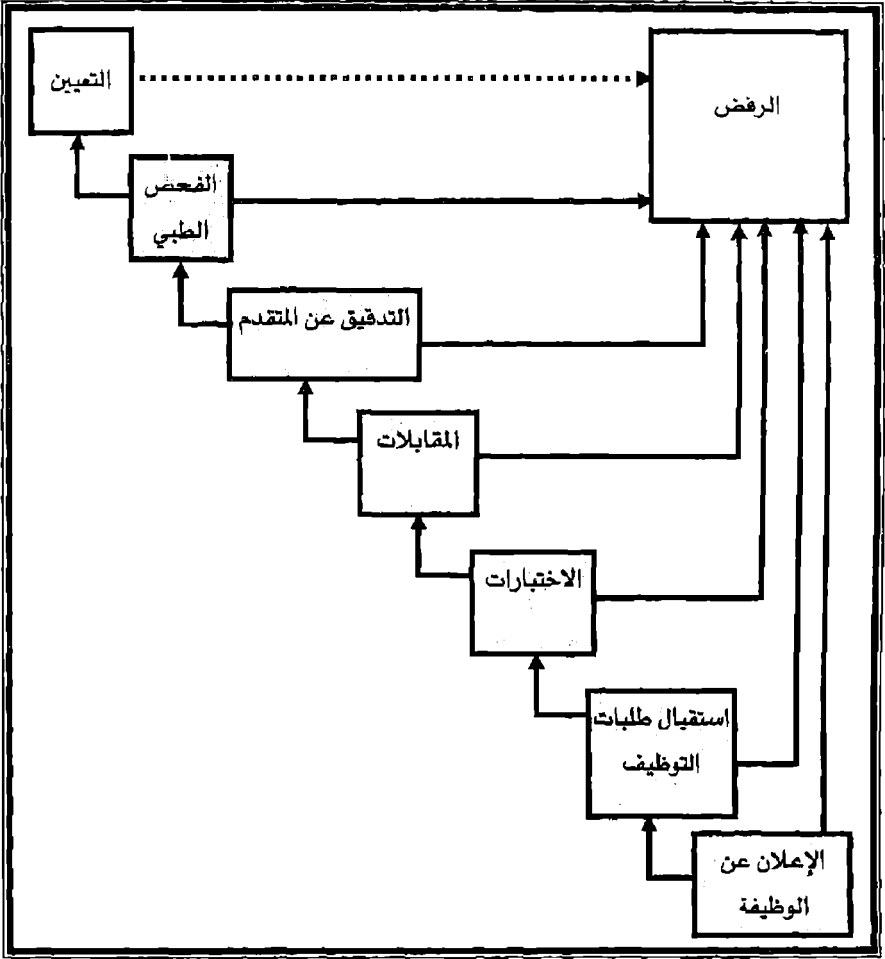 التعيين
الرفض
الفحص
الطبي
التدقيق عن المتقدم
المقابلات
الاختبارات
استقبال طلبات
التوظيف
الإعلان عن
الوظيفة